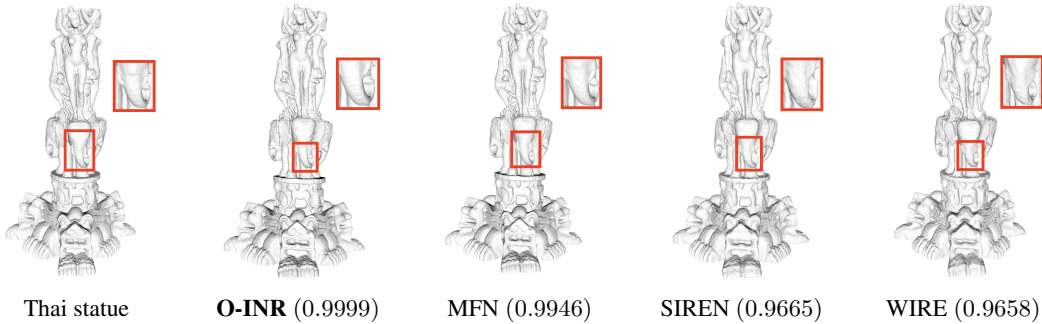 Thai statue
O-INR (0.9999)
MFN (0.9946)
SIREN (0.9665)
WIRE (0.9658)